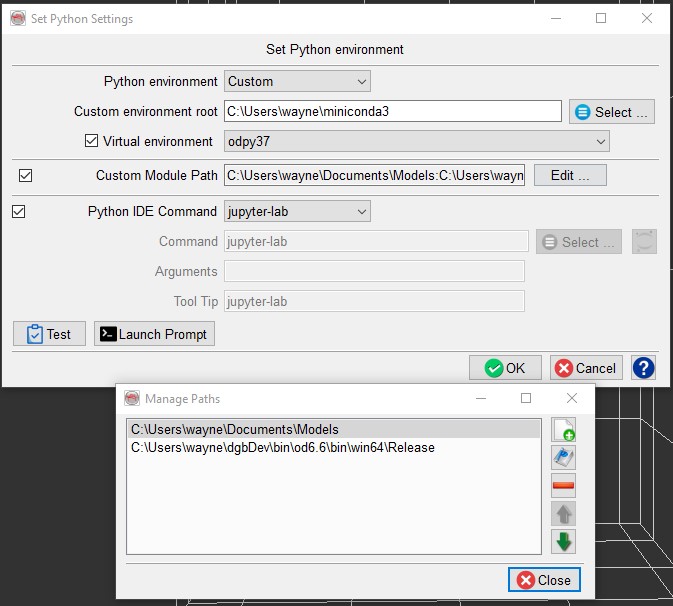 Set Python Settings
Set Python environment
Python environment Custom
Custom environment root C:\Users\wayne\miniconda3 Select ...
Virtual environment odpy37
Custom Module Path C:\Users\wayne\Documents\Models:C:\Users\wayn Edit ...
Python IDE Command jupyter-lab
Command jupyter-lab Select ...
Arguments
Tool Tip jupyter-lab
Test Launch Prompt
OK Cancel ?
Manage Paths
C:\Users\wayne\Documents\Models
C:\Users\wayne\dgbDev\bin\od6.6\bin\win64\Release
Close